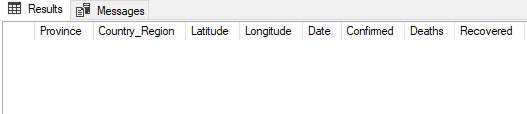 Results Messages
Province Country_Region Latitude Longitude Date Confirmed Deaths Recovered